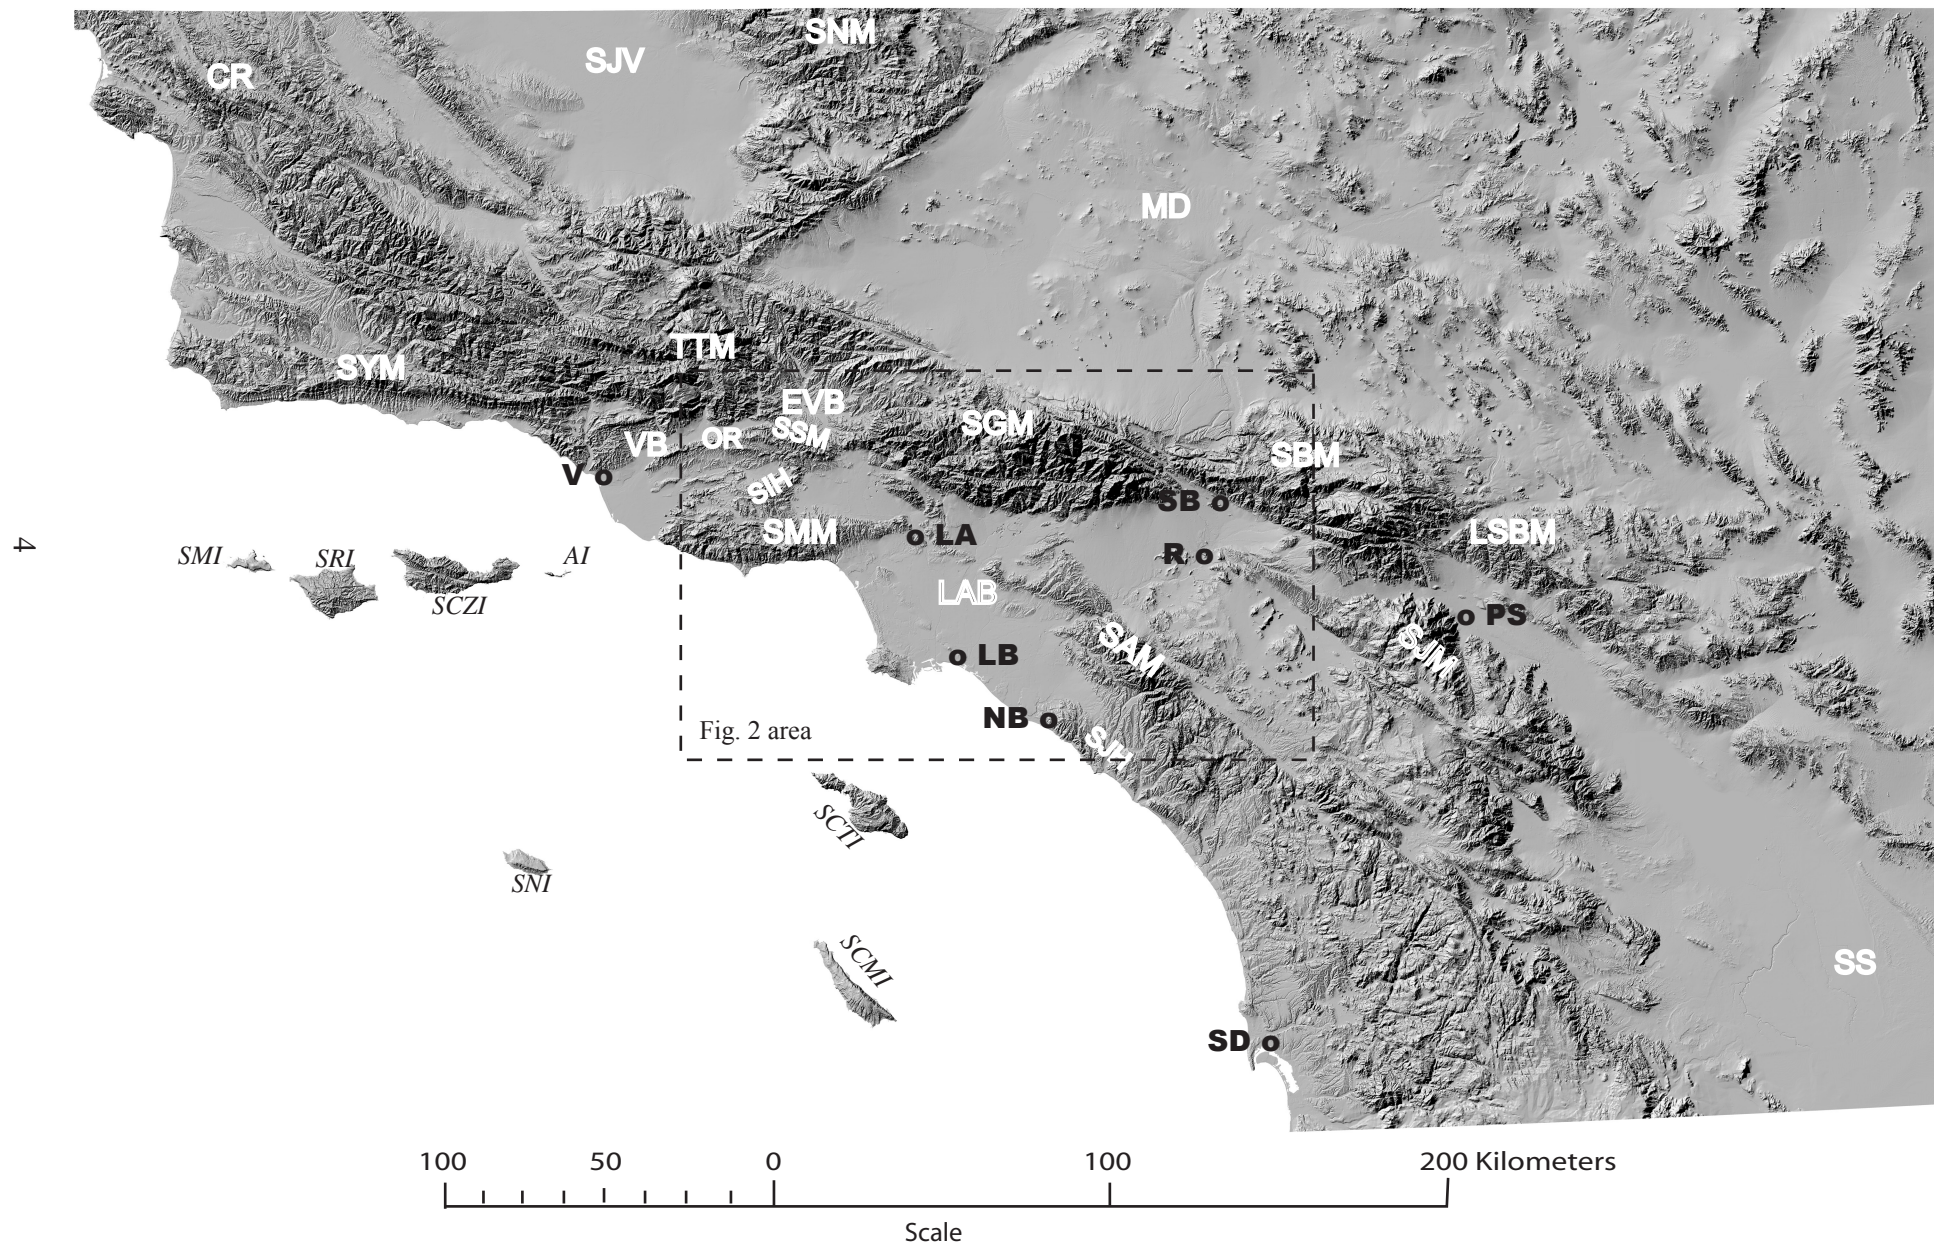 SNM
SJV
CR
MD
TTM
SYM
EVB
SGM
OR
SSM
VB
SBM
V o
SIH
SB o
SMM
o LA
LSBM
R o
SMI
SRI
AI
SCZI
LAB
o PS
SAM
SJM
o LB
NB o
Fig. 2 area
SJH
SCTI
SNI
SCMI
SS
SD o
4
100 50 0 100 200 Kilometers
Scale